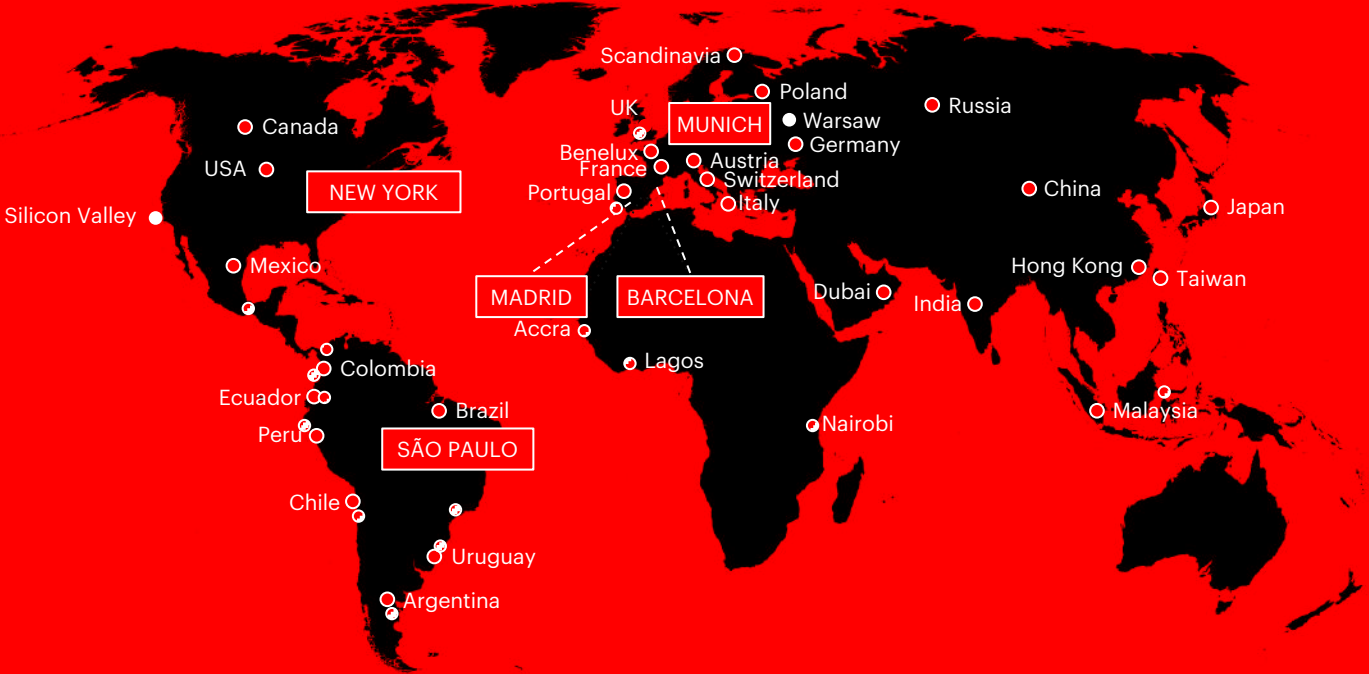 Scandinavia
Poland
UK
Russia
MUNICH
Warsaw
Canada
Germany
Benelux
Austria
France
USA
Switzerland
NEW YORK
Portugal
China
Italy
Silicon Valley
Japan
Mexico
Hong Kong
Taiwan
MADRID
BARCELONA
Dubai
India
Accra
Lagos
Colombia
Ecuador
Brazil
Malaysia
Peru
Nairobi
SÃO PAULO
Chile
Uruguay
Argentina